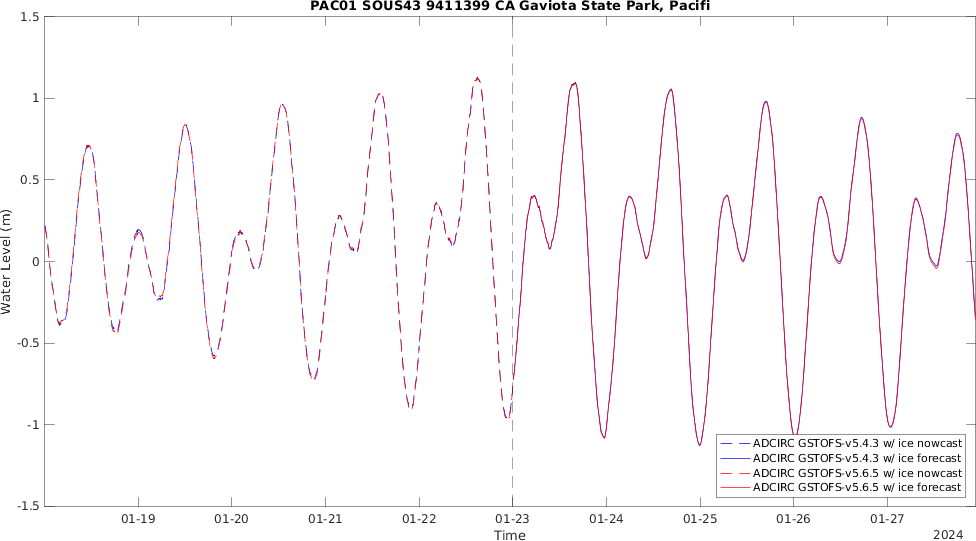 PAC01 SOUS43 9411399 CA Gaviota State Park, Pacifi
1.5
1
0.5
0
-0.5
-1
-1.5
Water Level (m)
01-19 01-20 01-21 01-22 01-23 01-24 01-25 01-26 01-27
Time
2024
ADCIRC GSTOFS-v5.4.3 w/ ice nowcast
ADCIRC GSTOFS-v5.4.3 w/ ice forecast
ADCIRC GSTOFS-v5.6.5 w/ ice nowcast
ADCIRC GSTOFS-v5.6.5 w/ ice forecast